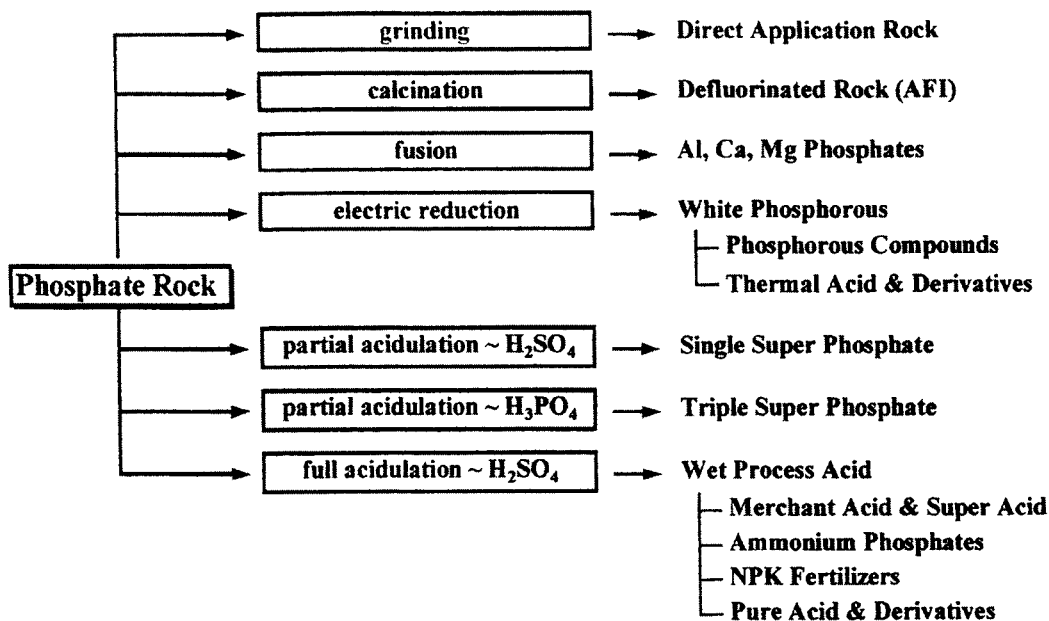 grinding Direct Application Rock
calcination Defluorinated Rock (AFI)
fusion Al, Ca, Mg Phosphates
electric reduction White Phosphorous
Phosphorous Compounds
Thermal Acid & Derivatives
Phosphate Rock
partial acidulation ~ H₂SO₄ Single Super Phosphate
partial acidulation ~ H₃PO₄ Triple Super Phosphate
full acidulation ~ H₂SO₄ Wet Process Acid
Merchant Acid & Super Acid
Ammonium Phosphates
NPK Fertilizers
Pure Acid & Derivatives